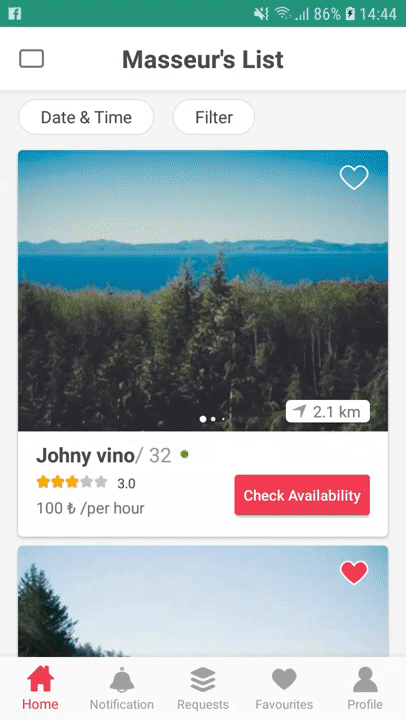 86% 14:44
Masseur's List
Date & Time
Filter
2.1 km
Johny vino/ 32
3.0
100 ₺ /per hour
Check Availability
Home
Notification
Requests
Favourites
Profile